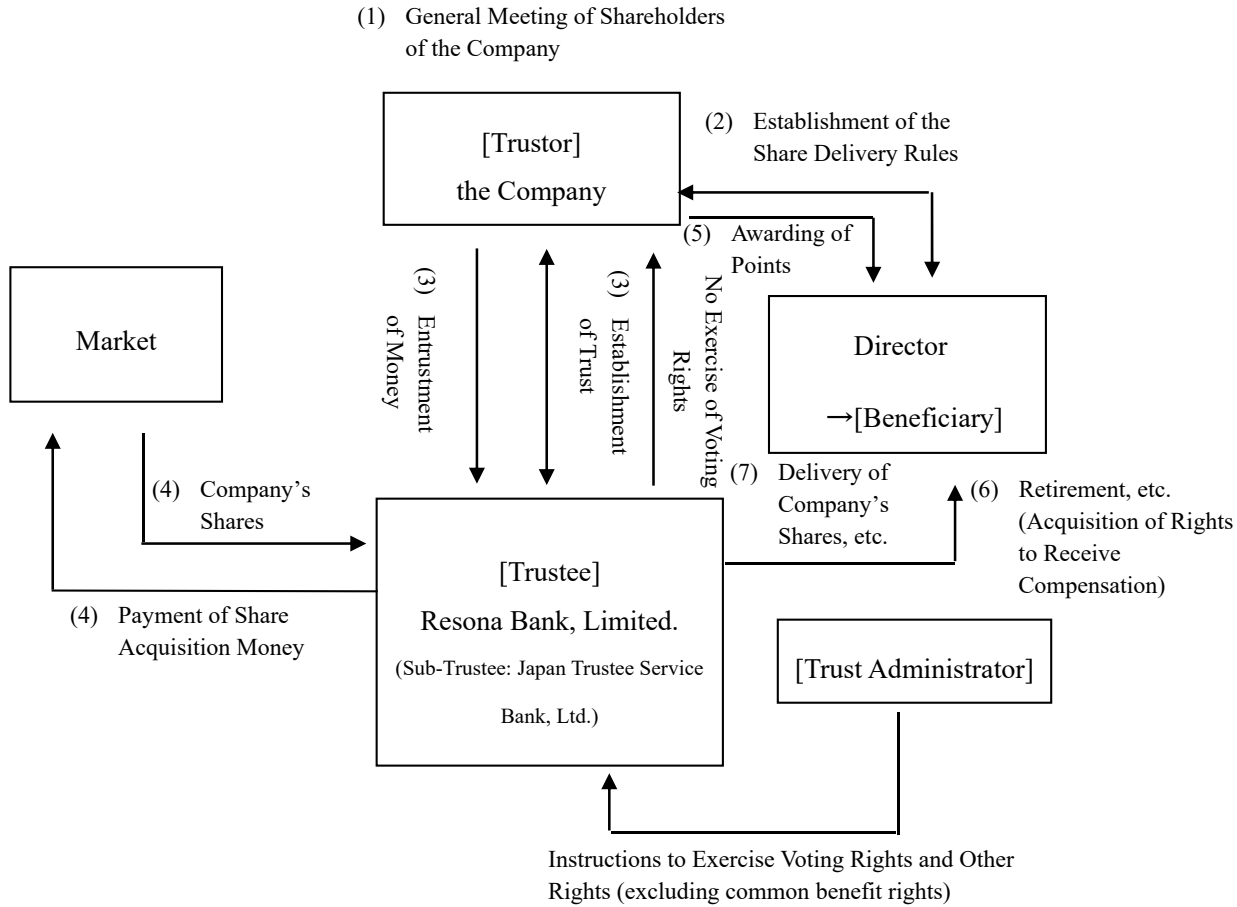 (1) General Meeting of Shareholders
of the Company
[Trustor]
the Company
(2) Establishment of the
Share Delivery Rules
(5) Awarding of
Points
Market
(3) Entrustment
of Money
(3) Establishment
of Trust
No Exercise of Voting
Rights
Director
→[Beneficiary]
(4) Company’s
Shares
(7) Delivery of
Company’s
Shares, etc.
(6) Retirement, etc.
(Acquisition of Rights
to Receive
Compensation)
[Trustee]
Resona Bank, Limited.
(Sub-Trustee: Japan Trustee Service
Bank, Ltd.)
(4) Payment of Share
Acquisition Money
[Trust Administrator]
Instructions to Exercise Voting Rights and Other
Rights (excluding common benefit rights)